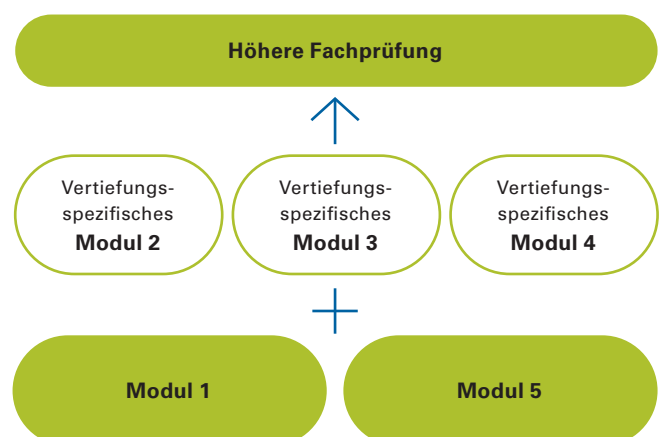 Höhere Fachprüfung
Vertiefungs-
spezifisches
Modul 2
Vertiefungs-
spezifisches
Modul 3
Vertiefungs-
spezifisches
Modul 4
Modul 1
Modul 5